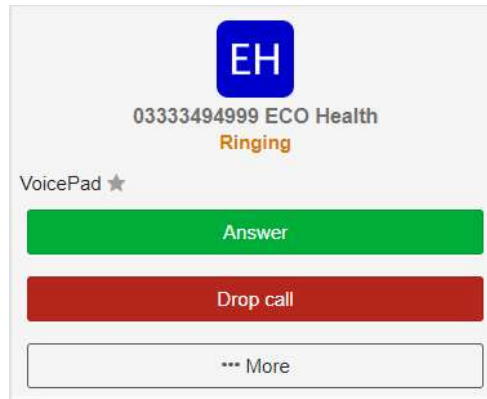 EH
03333494999 ECO Health
Ringing
VoicePad
Answer
Drop call
••• More